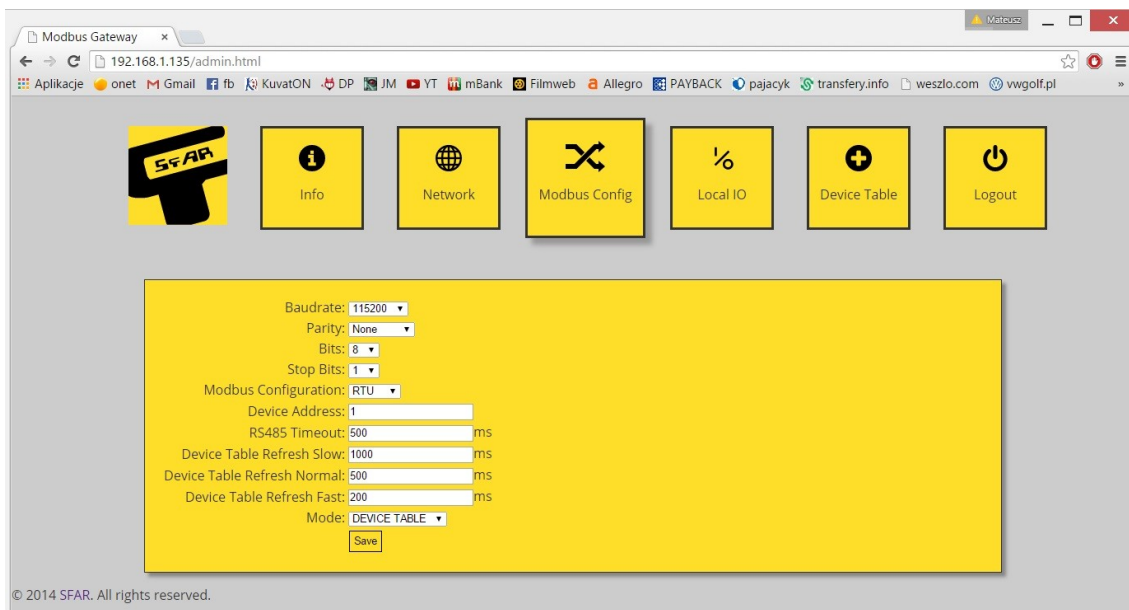 Mateusz
Modbus Gateway
192.168.1.135/admin.html
Aplikacje onet Gmail fb KuvatON DP JM YT mBank Filmweb Allegro PAYBACK pajacyk transfery.info weszlo.com vwgolf.pl »
SFAR
Info Network Modbus Config Local IO Device Table Logout
Baudrate: 115200
Parity: None
Bits: 8
Stop Bits: 1
Modbus Configuration: RTU
Device Address: 1
RS485 Timeout: 500 ms
Device Table Refresh Slow: 1000 ms
Device Table Refresh Normal: 500 ms
Device Table Refresh Fast: 200 ms
Mode: DEVICE TABLE
Save
© 2014 SFAR. All rights reserved.